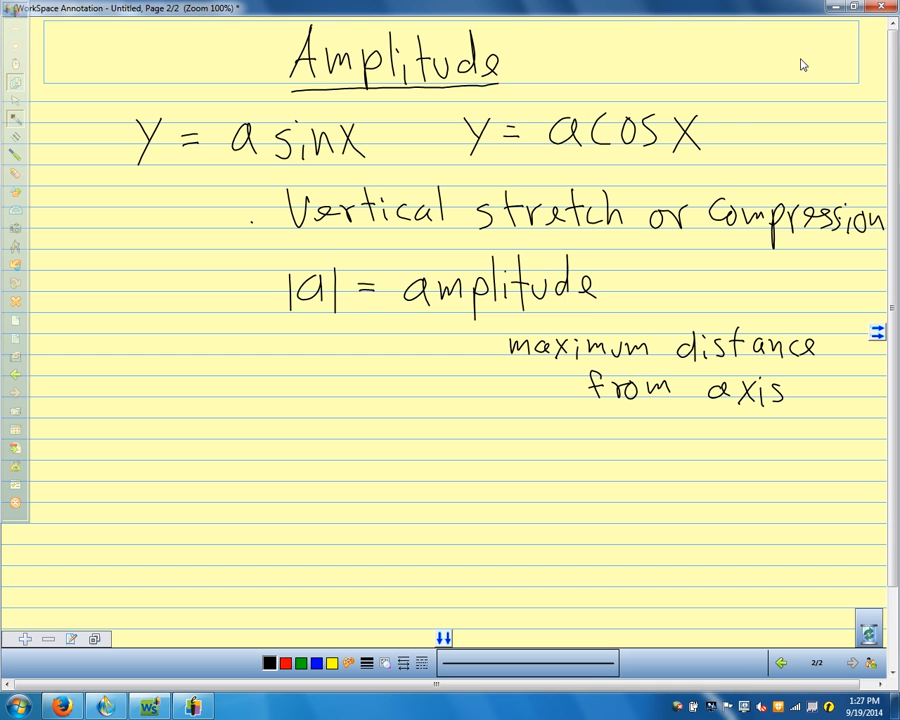 WorkSpace Annotation - Untitled, Page 2/2 (Zoom 100%) *
Amplitude
y = a sinx y = a cos x
. Vertical stretch or compression
|a| = amplitude
maximum distance
from axis
2/2
1:27 PM
9/19/2014